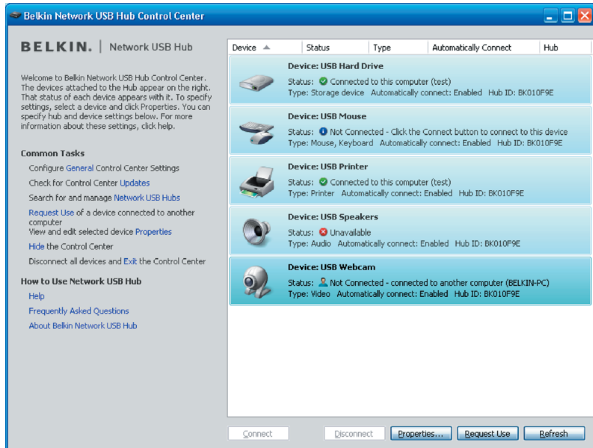 Belkin Network USB Hub Control Center
BELKIN. | Network USB Hub
Welcome to Belkin Network USB Hub Control Center.
The devices attached to the Hub appear on the right.
That status of each device appears with it. To specify
settings, select a device and click Properties. You can
specify hub and device settings below. For more
information about these settings, click help.
Common Tasks
Configure General Control Center Settings
Check for Control Center Updates
Search for and manage Network USB Hubs
Request Use of a device connected to another
computer
View and edit selected device Properties
Hide the Control Center
Disconnect all devices and Exit the Control Center
How to Use Network USB Hub
Help
Frequently Asked Questions
About Belkin Network USB Hub
Device Status Type Automatically Connect Hub
Device: USB Hard Drive
Status: Connected to this computer (test)
Type: Storage device Automatically connect: Enabled Hub ID: BK010F9E
Device: USB Mouse
Status: Not Connected - Click the Connect button to connect to this device
Type: Mouse, Keyboard Automatically connect: Enabled Hub ID: BK010F9E
Device: USB Printer
Status: Connected to this computer (test)
Type: Printer Automatically connect: Enabled Hub ID: BK010F9E
Device: USB Speakers
Status: Unavailable
Type: Audio Automatically connect: Enabled Hub ID: BK010F9E
Device: USB Webcam
Status: Not Connected - connected to another computer (BELKIN-PC)
Type: Video Automatically connect: Enabled Hub ID: BK010F9E
Connect Disconnect Properties... Request Use Refresh